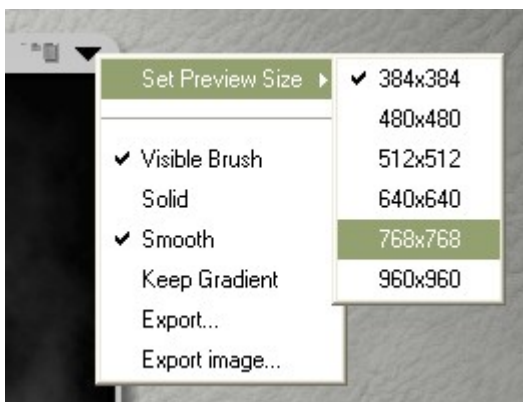 Set Preview Size
Visible Brush
Solid
Smooth
Keep Gradient
Export...
Export image...
384x384
480x480
512x512
640x640
768x768
960x960